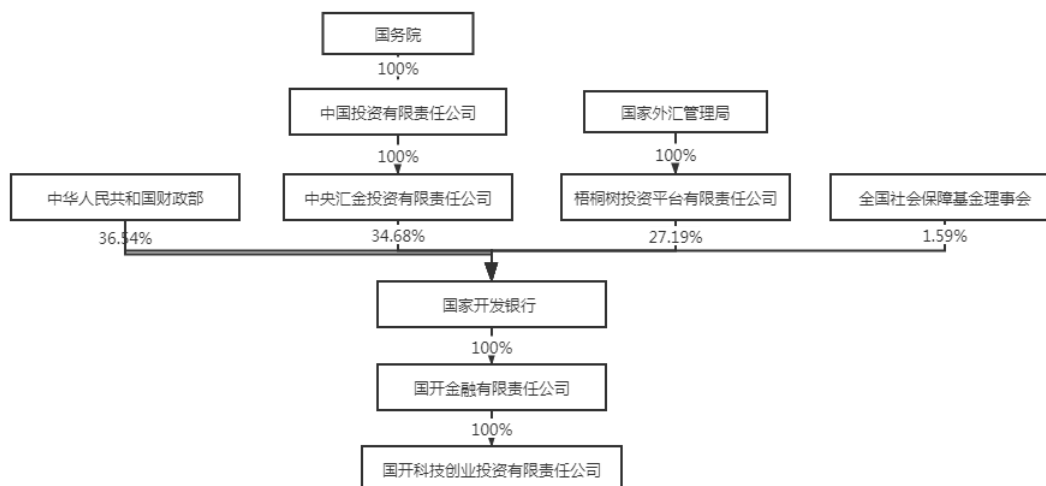 国务院
100%
中国投资有限责任公司
国家外汇管理局
100%
100%
中华人民共和国财政部
中央汇金投资有限责任公司
梧桐树投资平台有限责任公司
全国社会保障基金理事会
36.54%
34.68%
27.19%
1.59%
国家开发银行
100%
国开金融有限责任公司
100%
国开科技创业投资有限责任公司